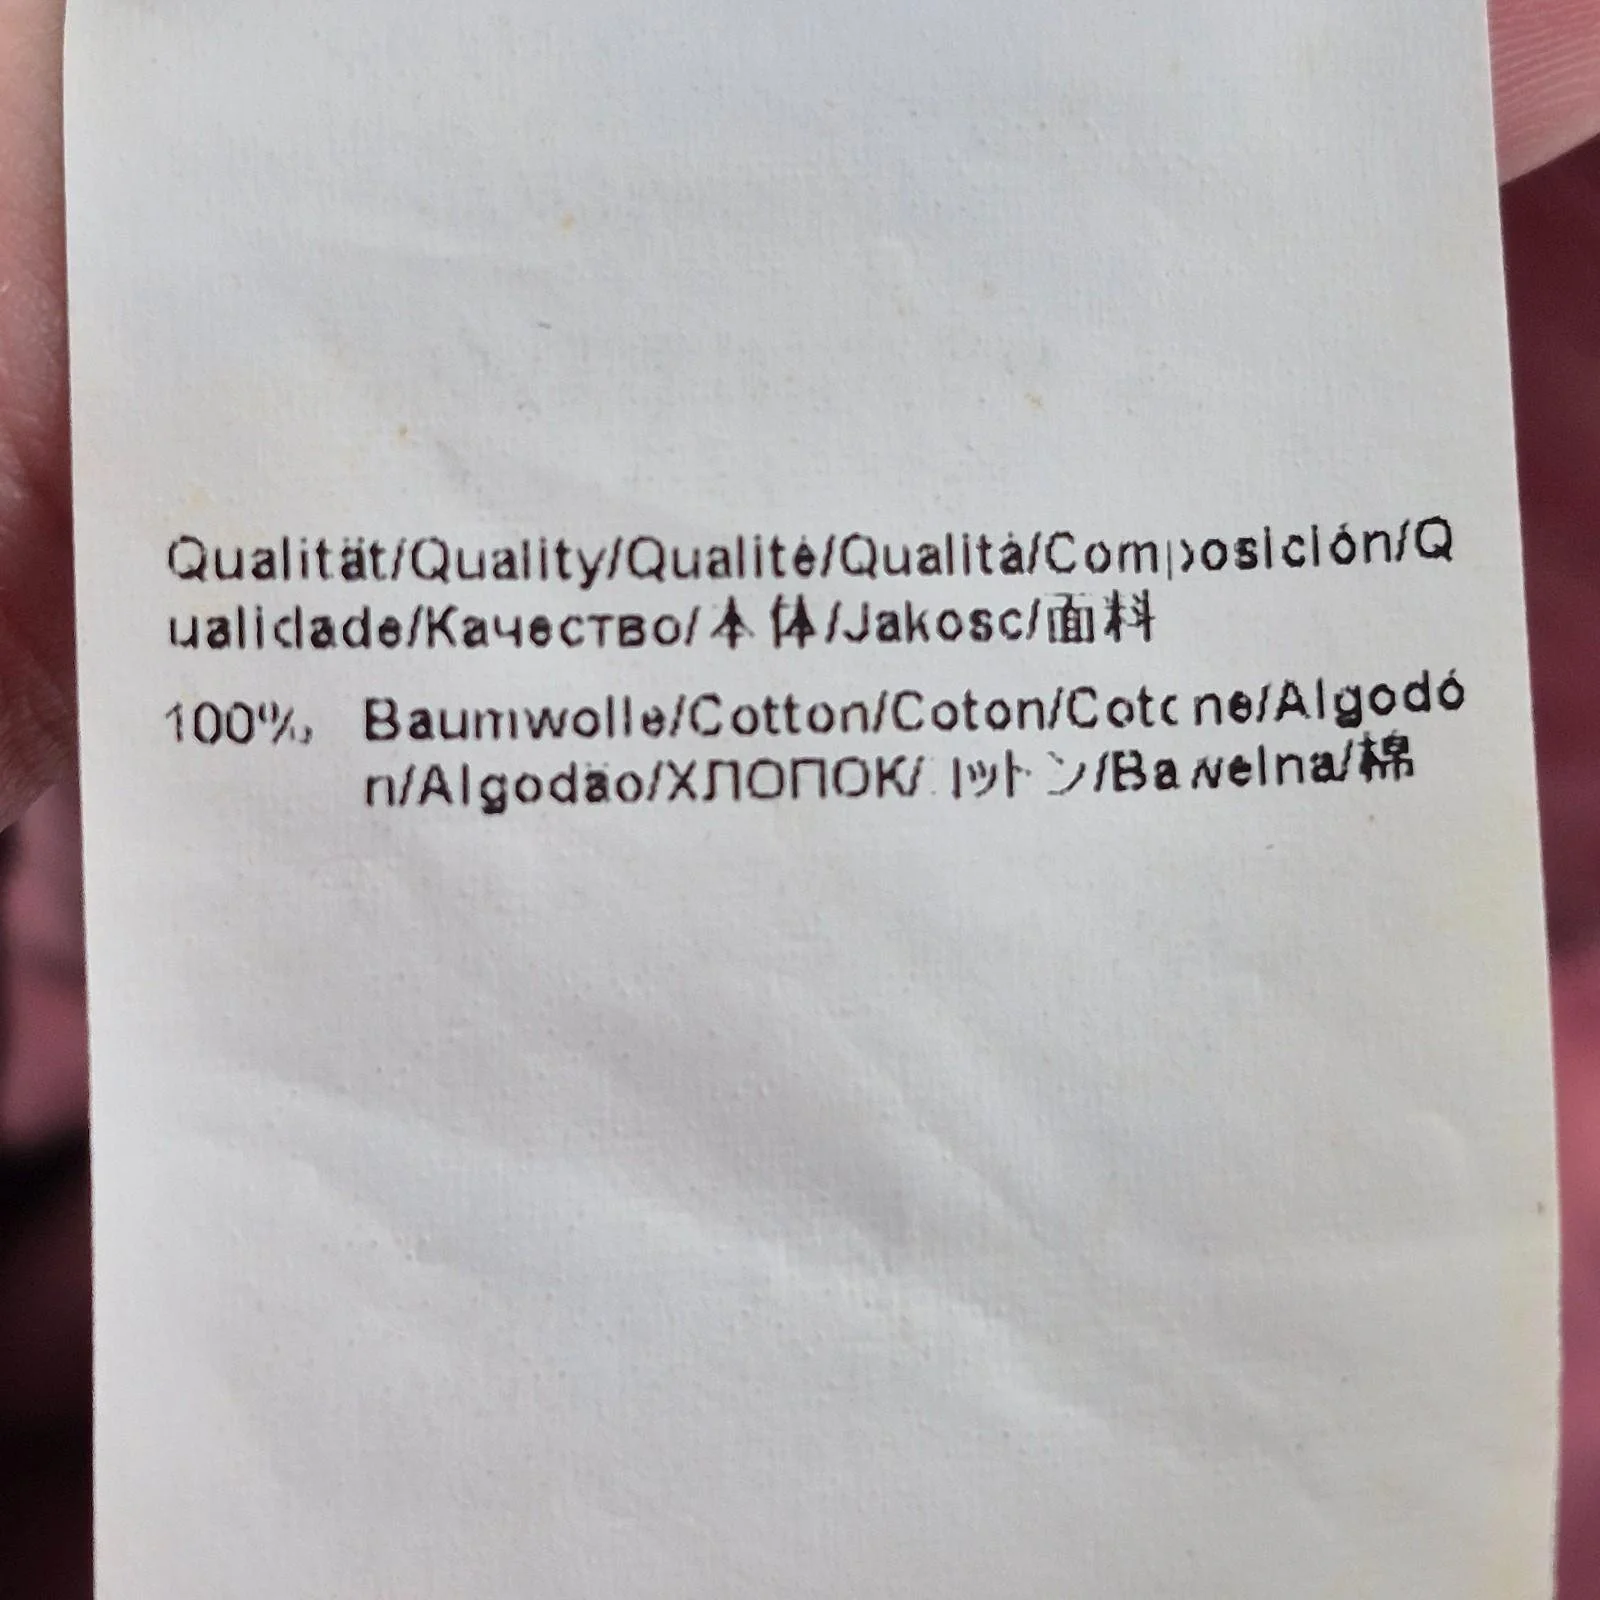 Qualität/Quality/Qualité/Qualità/Composición/Q
ualidade/Качество/本体/Jakosc/面料
100% Baumwolle/Cotton/Coton/Cotone/Algodó
n/Algodão/ХЛОПОК/コットン/Bawelna/棉